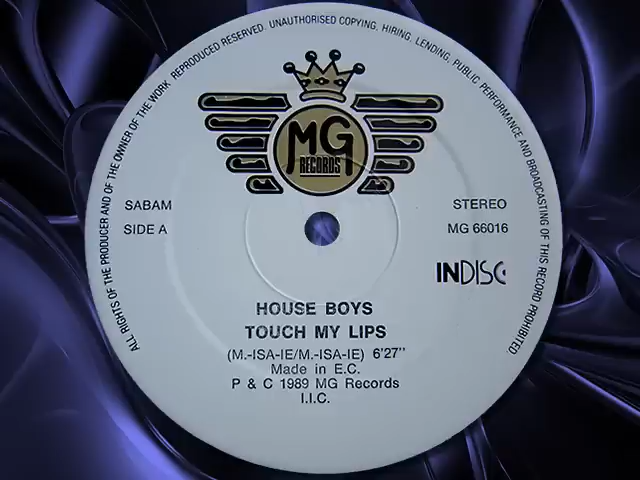 ALL RIGHTS OF THE PRODUCER AND OF THE OWNER OF THE WORK REPRODUCED RESERVED. UNAUTHORISED COPYING, HIRING, LENDING, PUBLIC PERFORMANCE AND BROADCASTING OF THIS RECORD PROHIBITED.
MG
RECORDS
SABAM
STEREO
SIDE A
MG 66016
INDISC
HOUSE BOYS
TOUCH MY LIPS
(M.-ISA-IE/M.-ISA-IE) 6'27"
Made in E.C.
P & C 1989 MG Records
I.I.C.